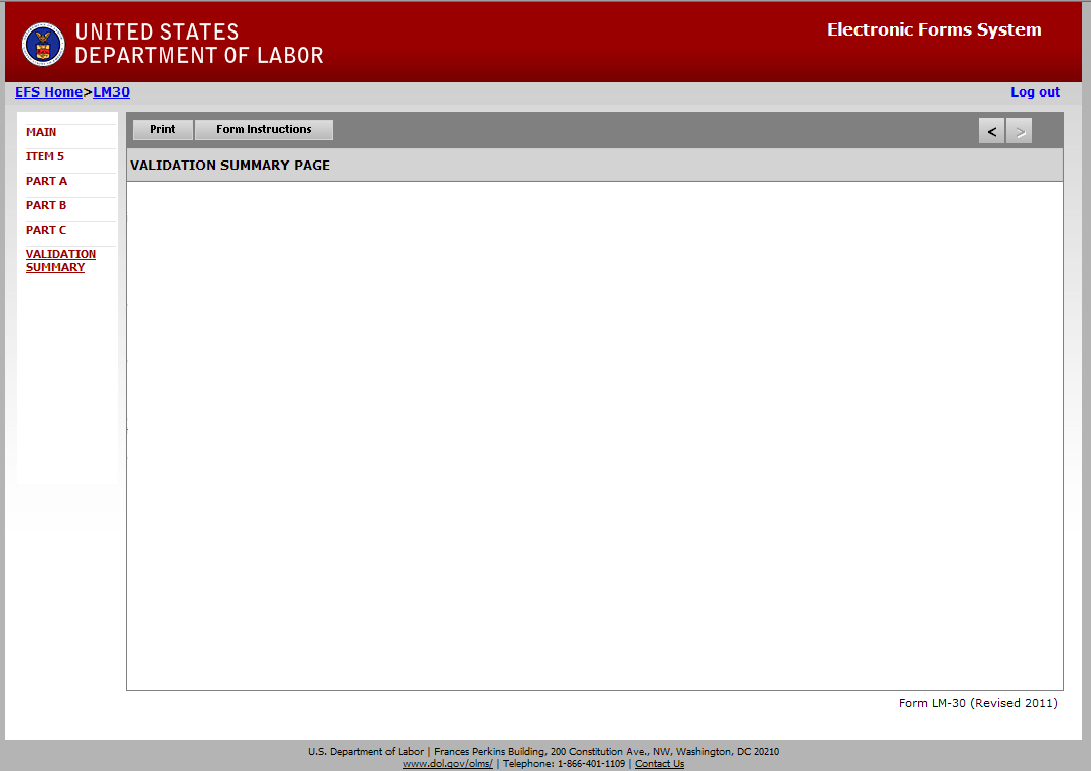 UNITED STATES
DEPARTMENT OF LABOR
Electronic Forms System
EFS Home>LM30
Log out
MAIN
ITEM 5
PART A
PART B
PART C
VALIDATION
SUMMARY
Print
Form Instructions
<
>
VALIDATION SUMMARY PAGE
Form LM-30 (Revised 2011)
U.S. Department of Labor | Frances Perkins Building, 200 Constitution Ave., NW, Washington, DC 20210
www.dol.gov/olms/ | Telephone: 1-866-401-1109 | Contact Us